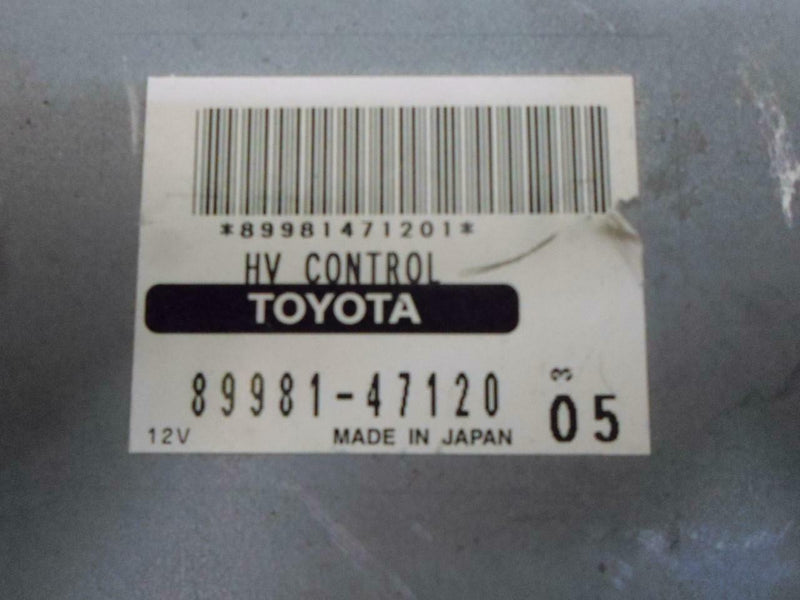 *89981471201*
HV CONTROL
TOYOTA
89981-47120
3
05
12V MADE IN JAPAN